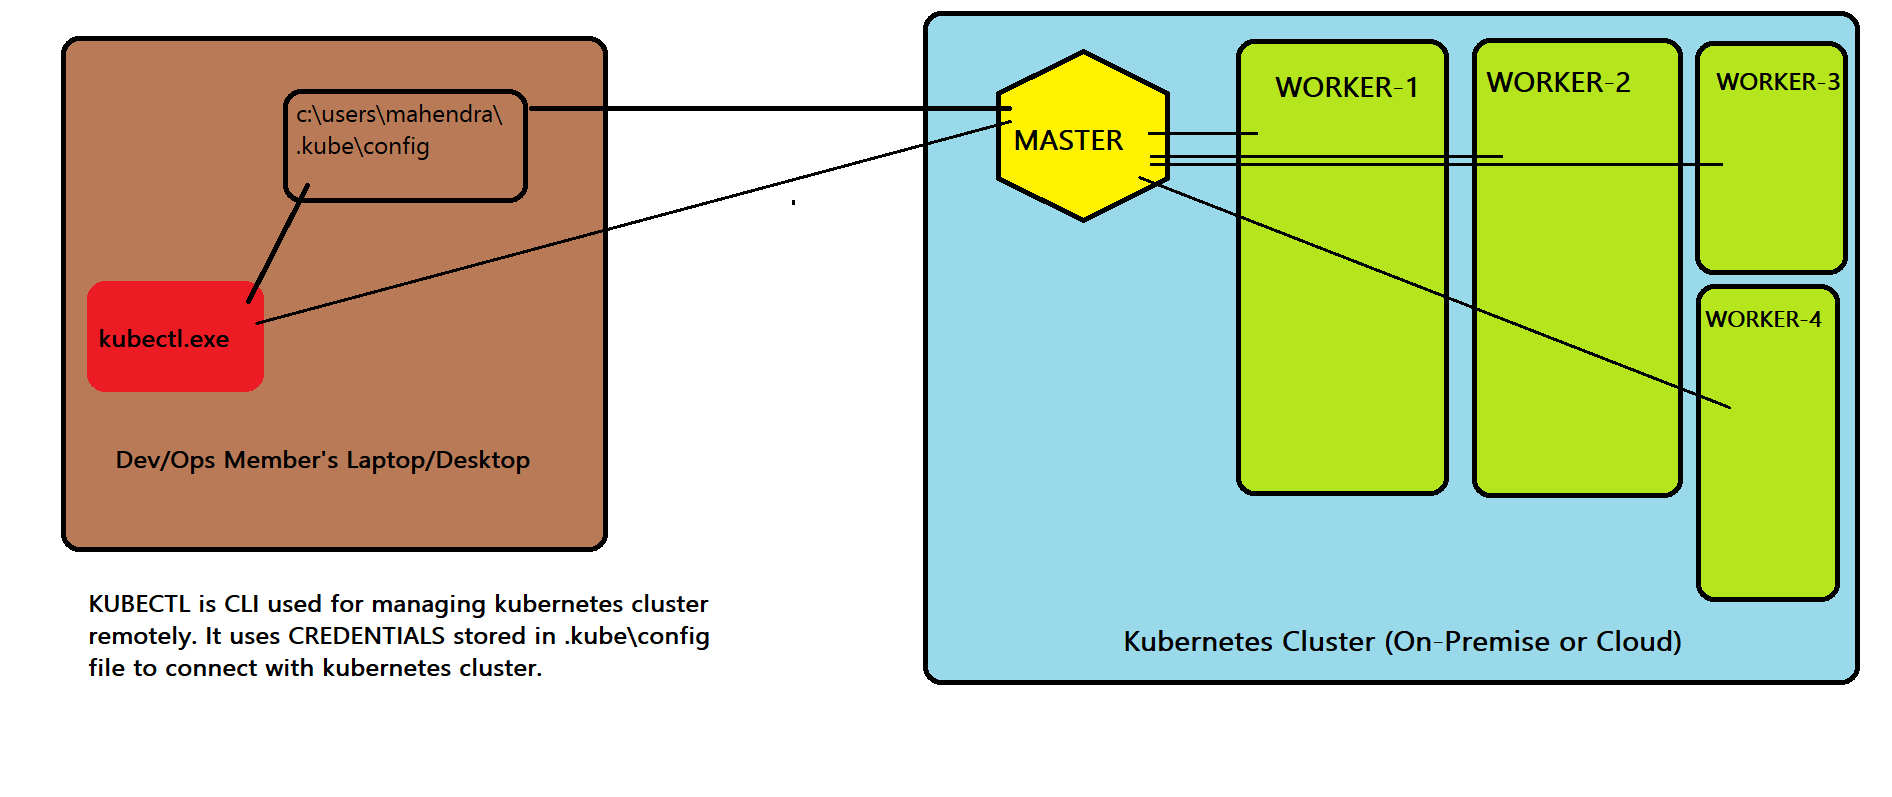 c:\users\mahendra\
.kube\config
kubectl.exe
Dev/Ops Member's Laptop/Desktop
KUBECTL is CLI used for managing kubernetes cluster
remotely. It uses CREDENTIALS stored in .kube\config
file to connect with kubernetes cluster.
MASTER
WORKER-1
WORKER-2
WORKER-3
WORKER-4
Kubernetes Cluster (On-Premise or Cloud)